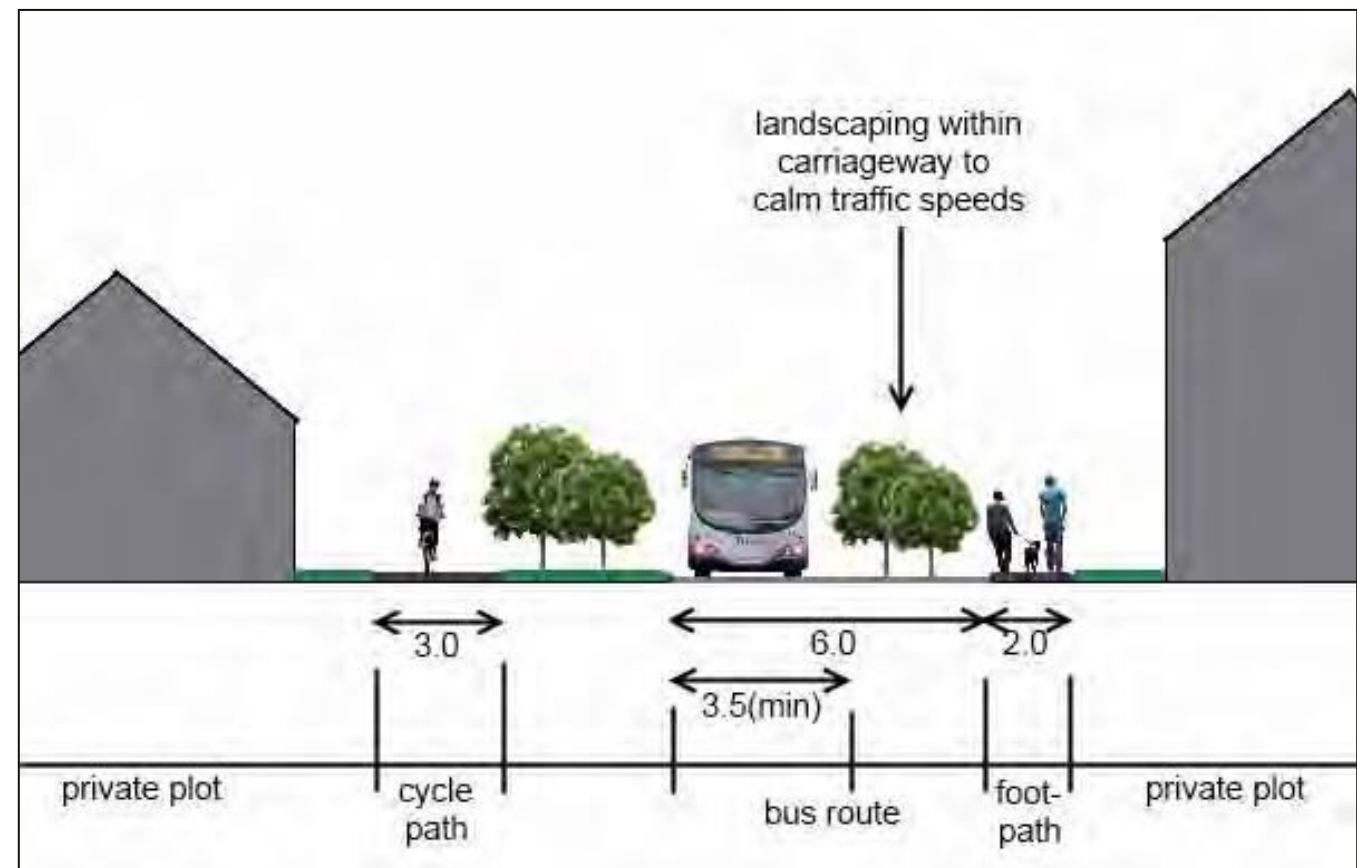 landscaping within
carriageway to
calm traffic speeds
3.0
6.0
2.0
3.5(min)
private plot
cycle
path
bus route
foot-
path
private plot